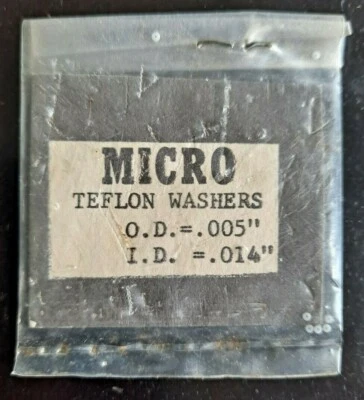 MICRO
TEFLON WASHERS
O.D.=.005"
I.D. =.014"